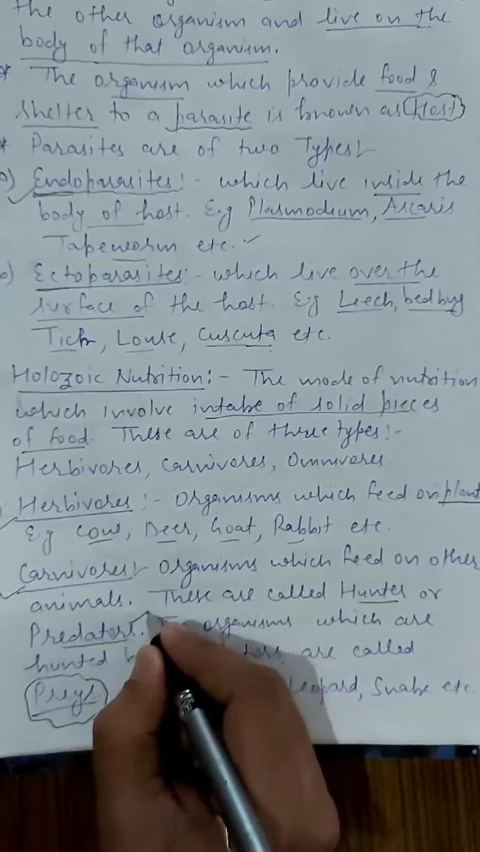 the other organism and live on the
body of that organism.
* The organism which provide food &
shelter to a parasite is known as Host
* Parasites are of two Types:-
a) Endoparasites:- which live inside the
body of host. E.g Plasmodium, Ascaris
Tapeworm etc.
b) Ectoparasites:- which live over the
surface of the host. Eg Leech, bedbug
Tick, Louse, Cuscuta etc.
Holozoic Nutrition:- The mode of nutrition
which involve intake of solid pieces
of food. These are of three types:-
Herbivores, Carnivores, Omnivores.
Herbivores:- Organisms which feed on plant
E.g Cow, Deer, Goat, Rabbit etc.
Carnivores:- Organisms which feed on other
animals. These are called Hunter or
Predators. organisms which are
hunted are called
Preys Leopard, Snake etc.